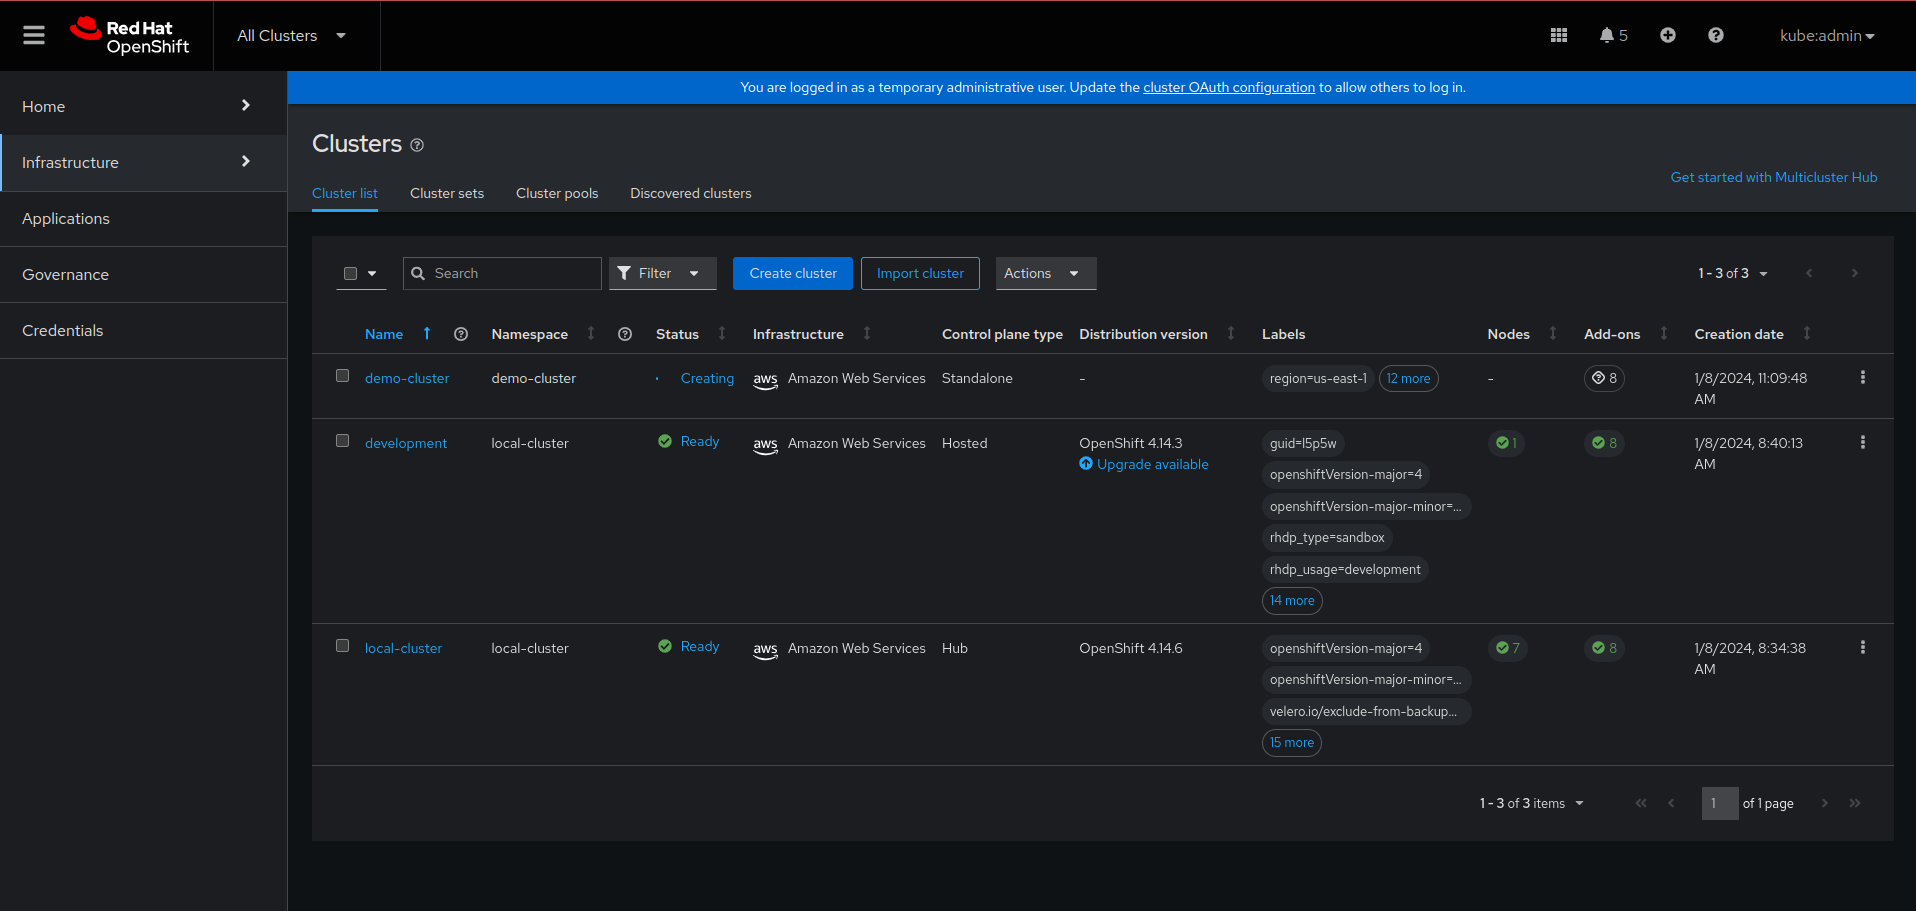 Red Hat
OpenShift
All Clusters
5
kube:admin
Home
Infrastructure
Applications
Governance
Credentials
You are logged in as a temporary administrative user. Update the cluster OAuth configuration to allow others to log in.
Clusters
Get started with Multicluster Hub
Cluster list Cluster sets Cluster pools Discovered clusters
Search Filter Create cluster Import cluster Actions 1 - 3 of 3
Name Namespace Status Infrastructure Control plane type Distribution version Labels Nodes Add-ons Creation date
demo-cluster demo-cluster Creating aws Amazon Web Services Standalone - region=us-east-1 12 more - 8 1/8/2024, 11:09:48
AM
development local-cluster Ready aws Amazon Web Services Hosted OpenShift 4.14.3 guid=l5p5w 1 8 1/8/2024, 8:40:13
Upgrade available AM
openshiftVersion-major=4
openshiftVersion-major-minor=...
rhdp_type=sandbox
rhdp_usage=development
14 more
local-cluster local-cluster Ready aws Amazon Web Services Hub OpenShift 4.14.6 openshiftVersion-major=4 7 8 1/8/2024, 8:34:38
AM
openshiftVersion-major-minor=...
velero.io/exclude-from-backup...
15 more
1 - 3 of 3 items 1 of 1 page